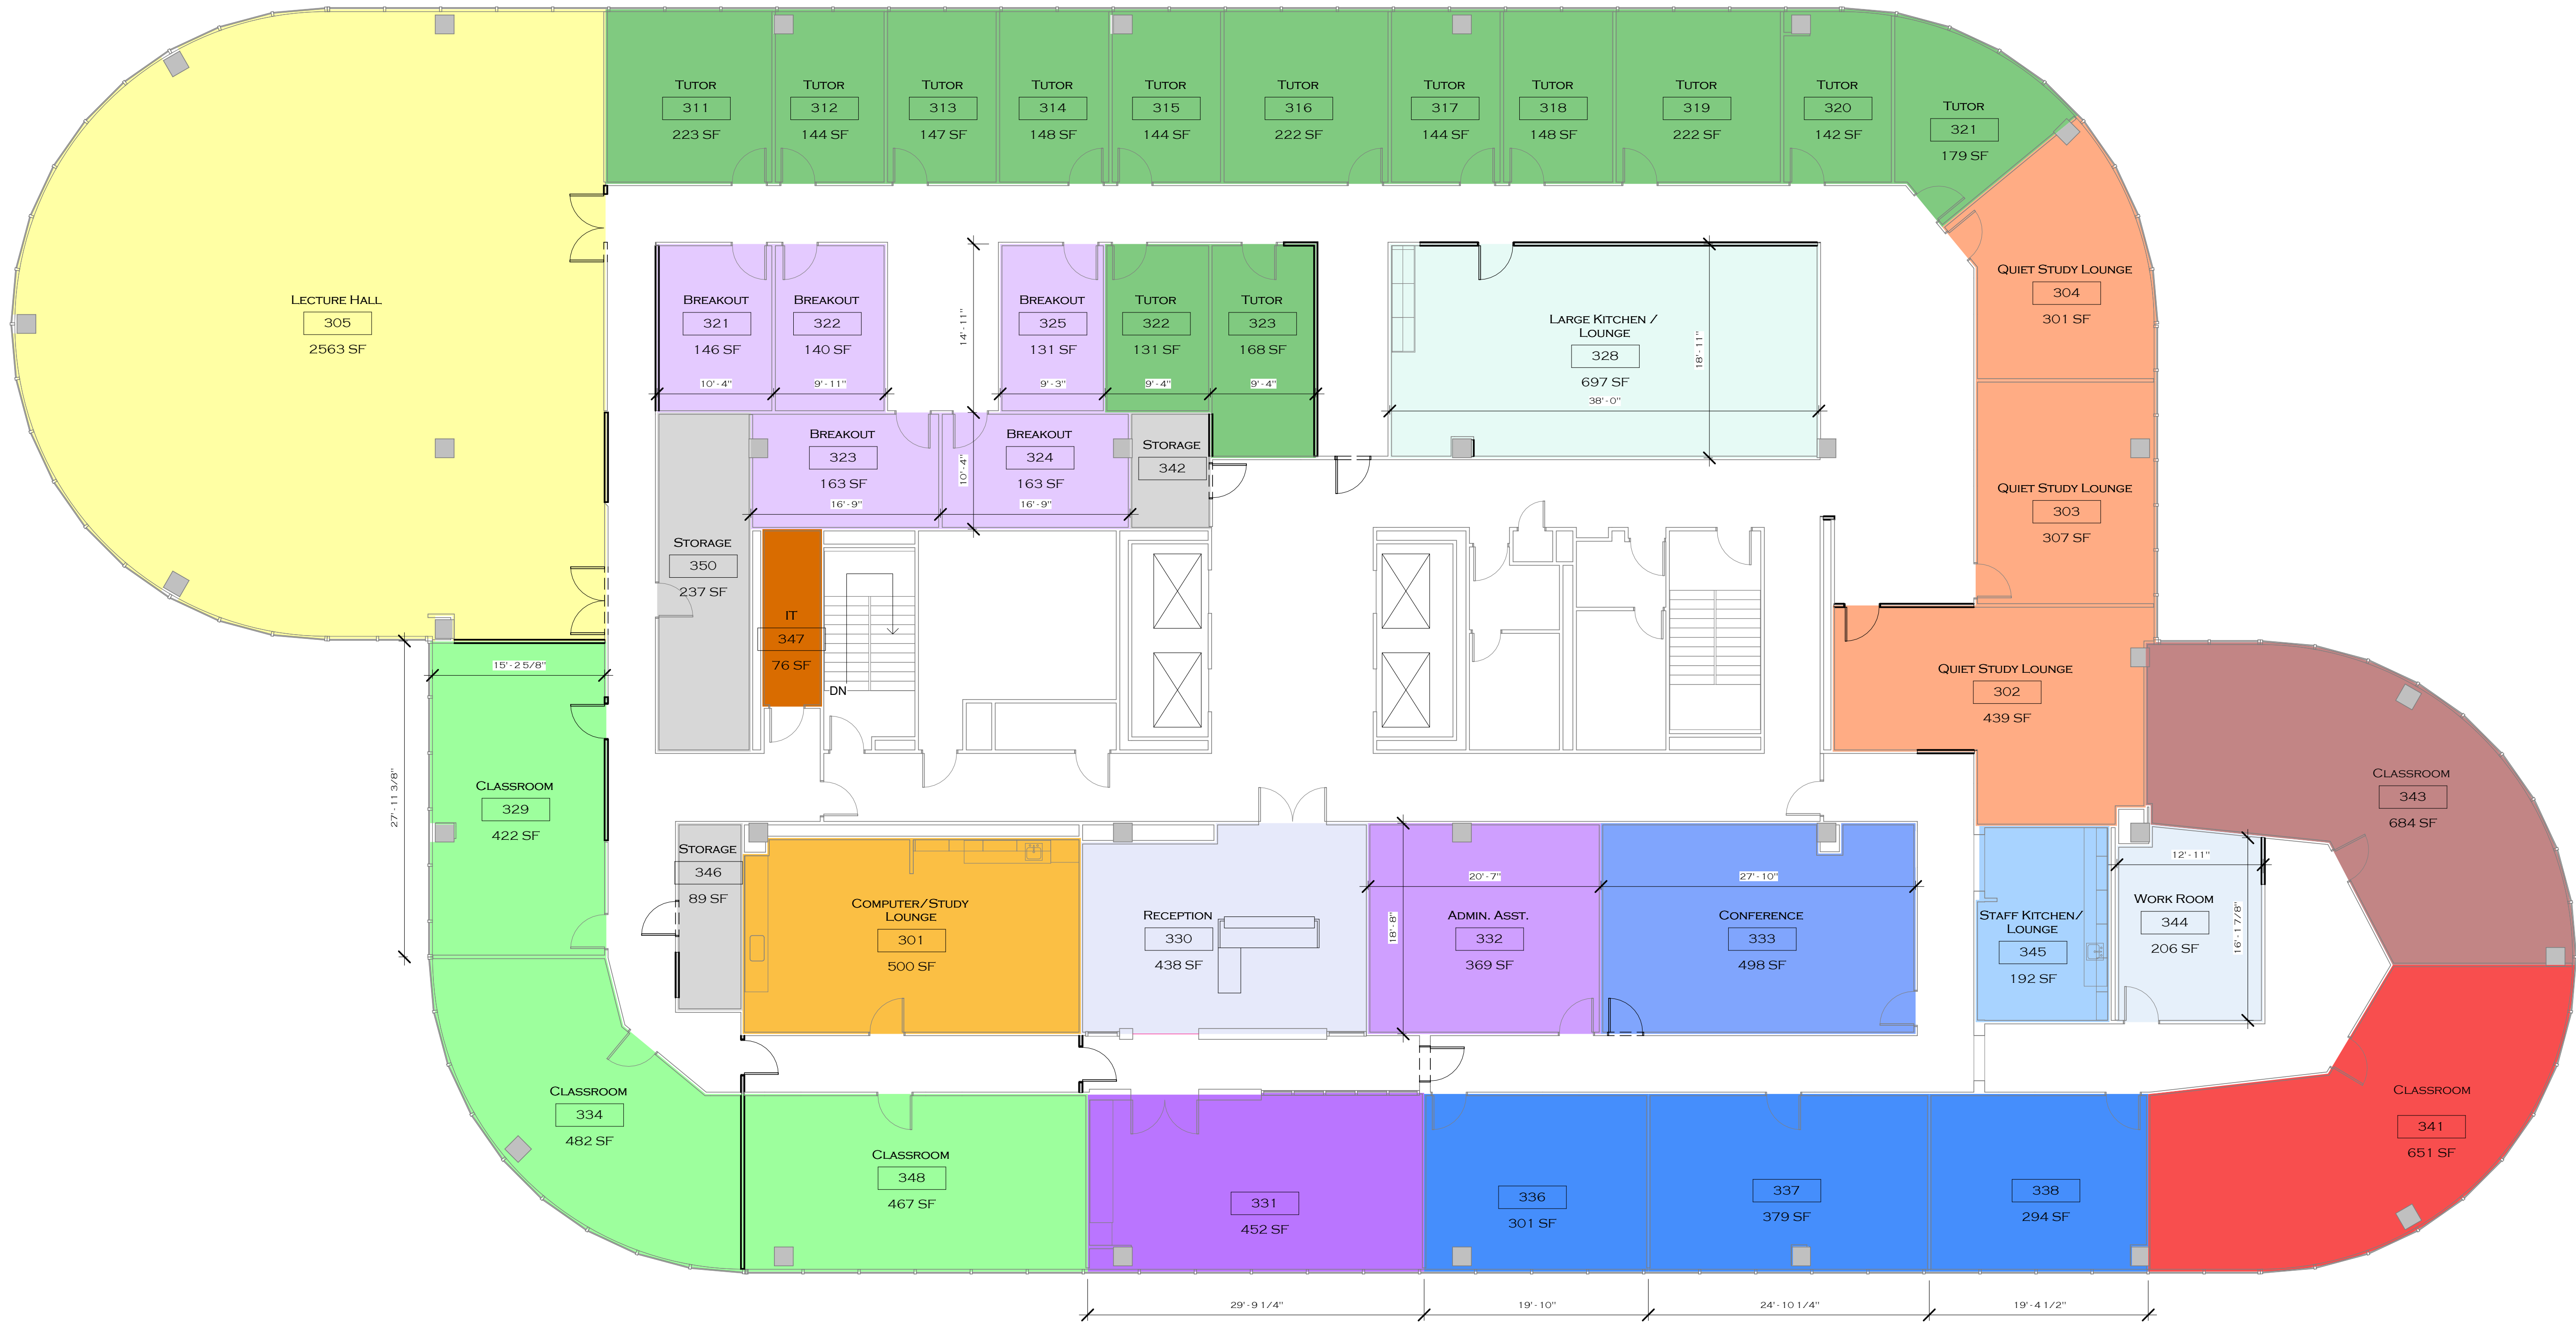 TUTOR
311
223 SF
TUTOR
312
144 SF
TUTOR
313
147 SF
TUTOR
314
148 SF
TUTOR
315
144 SF
TUTOR
316
222 SF
TUTOR
317
144 SF
TUTOR
318
148 SF
TUTOR
319
222 SF
TUTOR
320
142 SF
TUTOR
321
179 SF
LECTURE HALL
305
2563 SF
BREAKOUT
321
146 SF
10' - 4"
BREAKOUT
322
140 SF
9' - 11"
14' - 11"
BREAKOUT
325
131 SF
9' - 3"
TUTOR
322
131 SF
9' - 4"
TUTOR
323
168 SF
9' - 4"
LARGE KITCHEN /
LOUNGE
328
697 SF
38' - 0"
18' - 11"
QUIET STUDY LOUNGE
304
301 SF
BREAKOUT
323
163 SF
16' - 9"
10' - 4"
BREAKOUT
324
163 SF
16' - 9"
STORAGE
342
QUIET STUDY LOUNGE
303
307 SF
STORAGE
350
237 SF
IT
347
76 SF
DN
QUIET STUDY LOUNGE
302
439 SF
15' - 2 5/8"
27' - 11 3/8"
CLASSROOM
329
422 SF
CLASSROOM
343
684 SF
STORAGE
346
89 SF
COMPUTER/STUDY
LOUNGE
301
500 SF
RECEPTION
330
438 SF
18' - 8"
20' - 7"
ADMIN. ASST.
332
369 SF
27' - 10"
CONFERENCE
333
498 SF
STAFF KITCHEN/
LOUNGE
345
192 SF
12' - 11"
WORK ROOM
344
206 SF
16' - 1 7/8"
CLASSROOM
334
482 SF
CLASSROOM
348
467 SF
331
452 SF
336
301 SF
337
379 SF
338
294 SF
CLASSROOM
341
651 SF
29' - 9 1/4"
19' - 10"
24' - 10 1/4"
19' - 4 1/2"